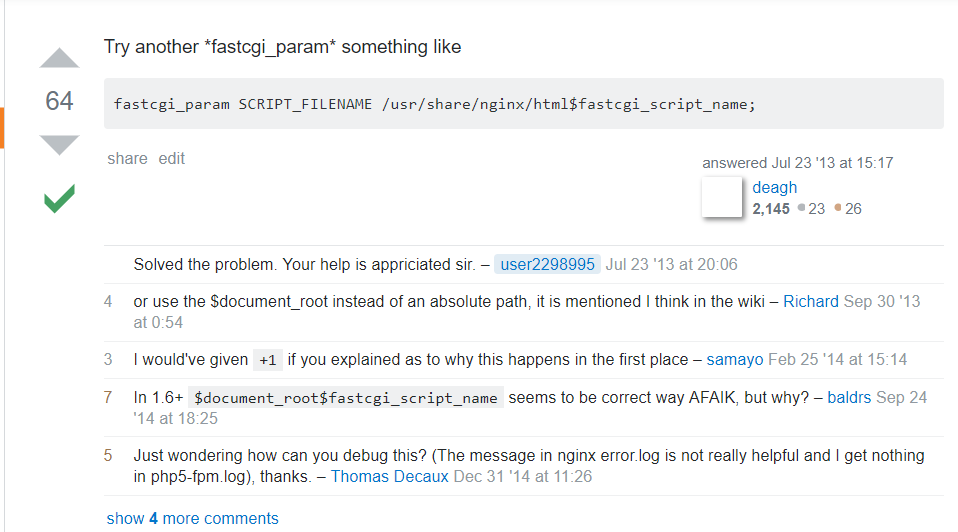 Try another *fastcgi_param* something like
64
fastcgi_param SCRIPT_FILENAME /usr/share/nginx/html$fastcgi_script_name;
share edit
answered Jul 23 '13 at 15:17
deagh
2,145 23 26
Solved the problem. Your help is appriciated sir. – user2298995 Jul 23 '13 at 20:06
4 or use the $document_root instead of an absolute path, it is mentioned I think in the wiki – Richard Sep 30 '13
at 0:54
3 I would've given +1 if you explained as to why this happens in the first place – samayo Feb 25 '14 at 15:14
7 In 1.6+ $document_root$fastcgi_script_name seems to be correct way AFAIK, but why? – baldrs Sep 24
'14 at 18:25
5 Just wondering how can you debug this? (The message in nginx error.log is not really helpful and I get nothing
in php5-fpm.log), thanks. – Thomas Decaux Dec 31 '14 at 11:26
show 4 more comments